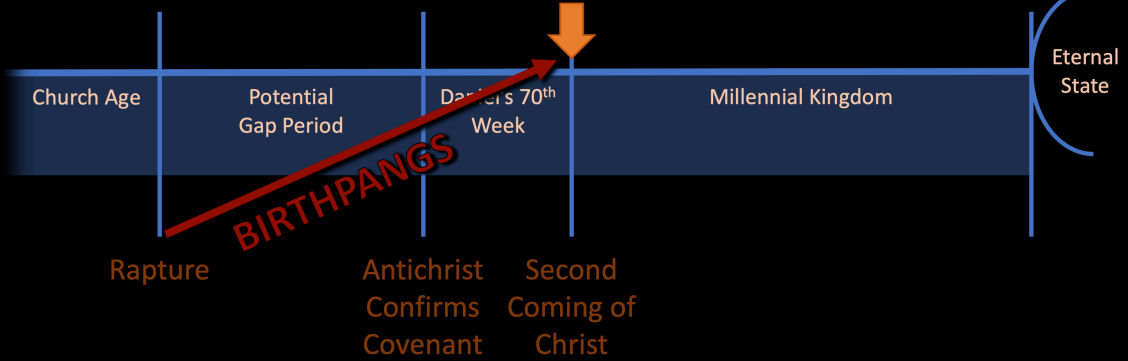 Church Age
Potential
Gap Period
Daniel's 70th
Week
Millennial Kingdom
Eternal
State
BIRTHPANGS
Rapture
Antichrist
Confirms
Covenant
Second
Coming of
Christ